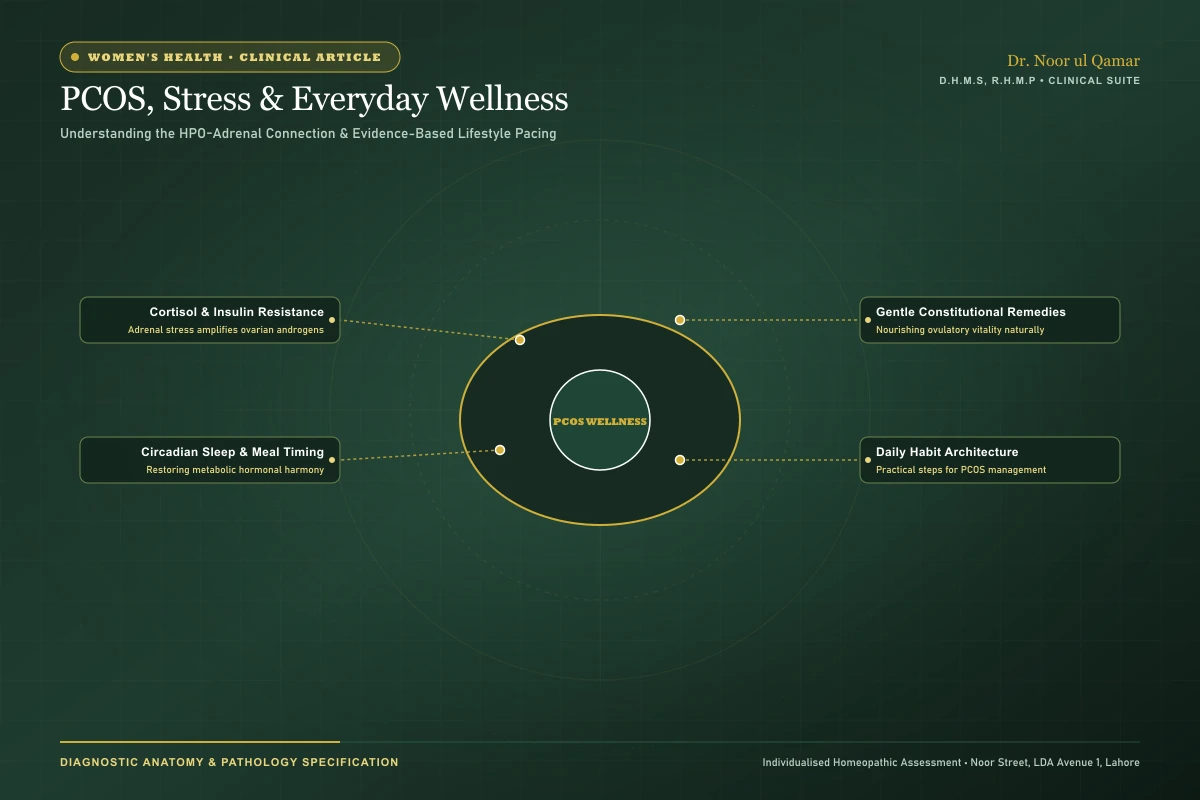 WOMEN'S HEALTH • CLINICAL ARTICLE
PCOS, Stress & Everyday Wellness
Understanding the HPO-Adrenal Connection & Evidence-Based Lifestyle Pacing
Dr. Noor ul Qamar
D.H.M.S, R.H.M.P • CLINICAL SUITE
Cortisol & Insulin Resistance
Adrenal stress amplifies ovarian androgens
Gentle Constitutional Remedies
Nourishing ovulatory vitality naturally
PCOS WELLNESS
Circadian Sleep & Meal Timing
Restoring metabolic hormonal harmony
Daily Habit Architecture
Practical steps for PCOS management
DIAGNOSTIC ANATOMY & PATHOLOGY SPECIFICATION
Individualised Homeopathic Assessment • Noor Street, LDA Avenue 1, Lahore